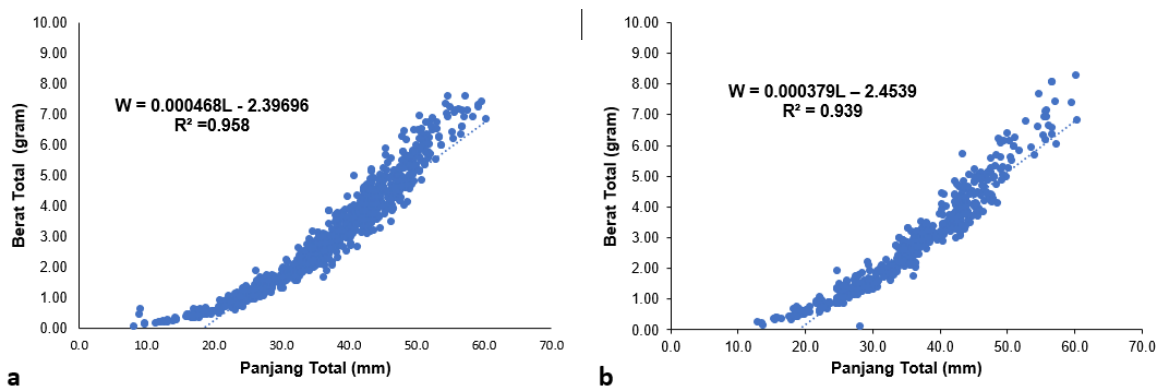 10.00
9.00
8.00
7.00
6.00
5.00
4.00
3.00
2.00
1.00
0.00
Berat Total (gram)
W = 0.000468L - 2.39696
R² =0.958
0.0 10.0 20.0 30.0 40.0 50.0 60.0 70.0
Panjang Total (mm)
a
10.00
9.00
8.00
7.00
6.00
5.00
4.00
3.00
2.00
1.00
0.00
Berat Total (gram)
W = 0.000379L – 2.4539
R² = 0.939
0.0 10.0 20.0 30.0 40.0 50.0 60.0 70.0
Panjang Total (mm)
b